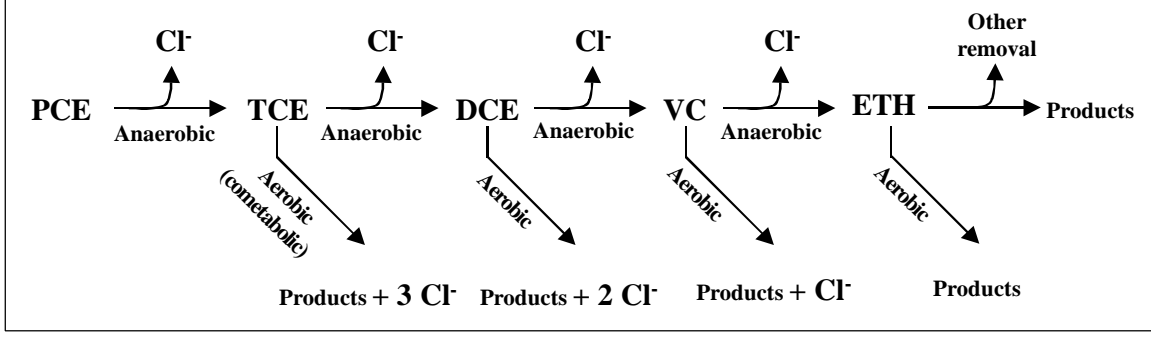 Cl- Cl- Cl- Cl- Other
removal
PCE TCE DCE VC ETH Products
Anaerobic Anaerobic Anaerobic Anaerobic
Aerobic
(cometabolic)
Aerobic
Aerobic
Aerobic
Products + 3 Cl- Products + 2 Cl- Products + Cl- Products